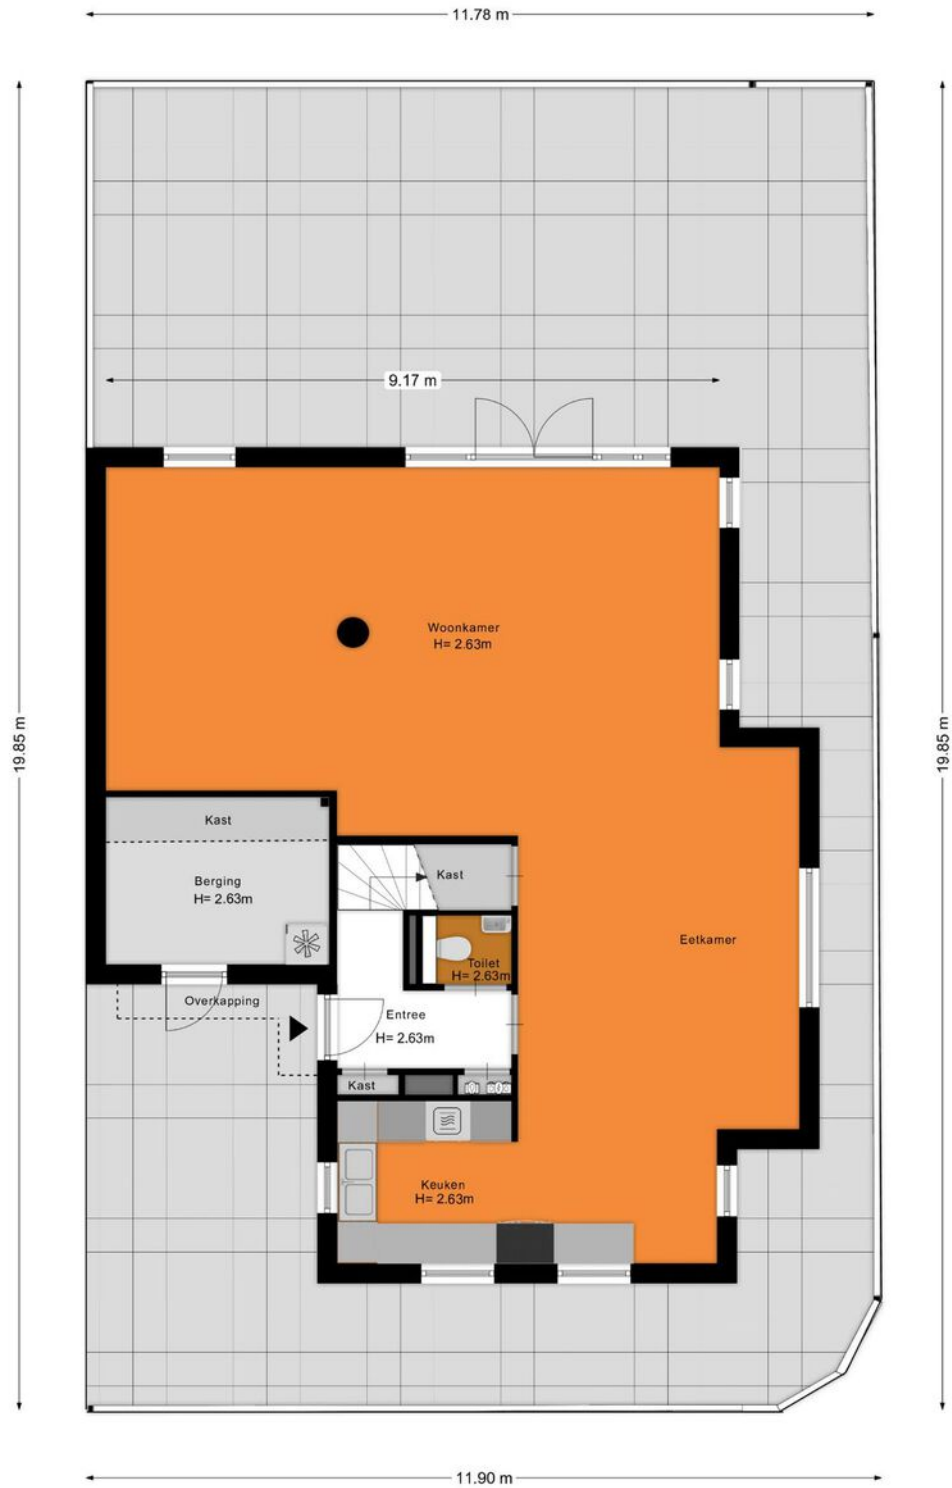 11.78 m
9.17 m
Woonkamer
H= 2.63m
19.85 m
19.85 m
Kast
Berging
H= 2.63m
Kast
Eetkamer
Toilet
H= 2.63m
Overkapping
Entree
H= 2.63m
Kast
Keuken
H= 2.63m
11.90 m